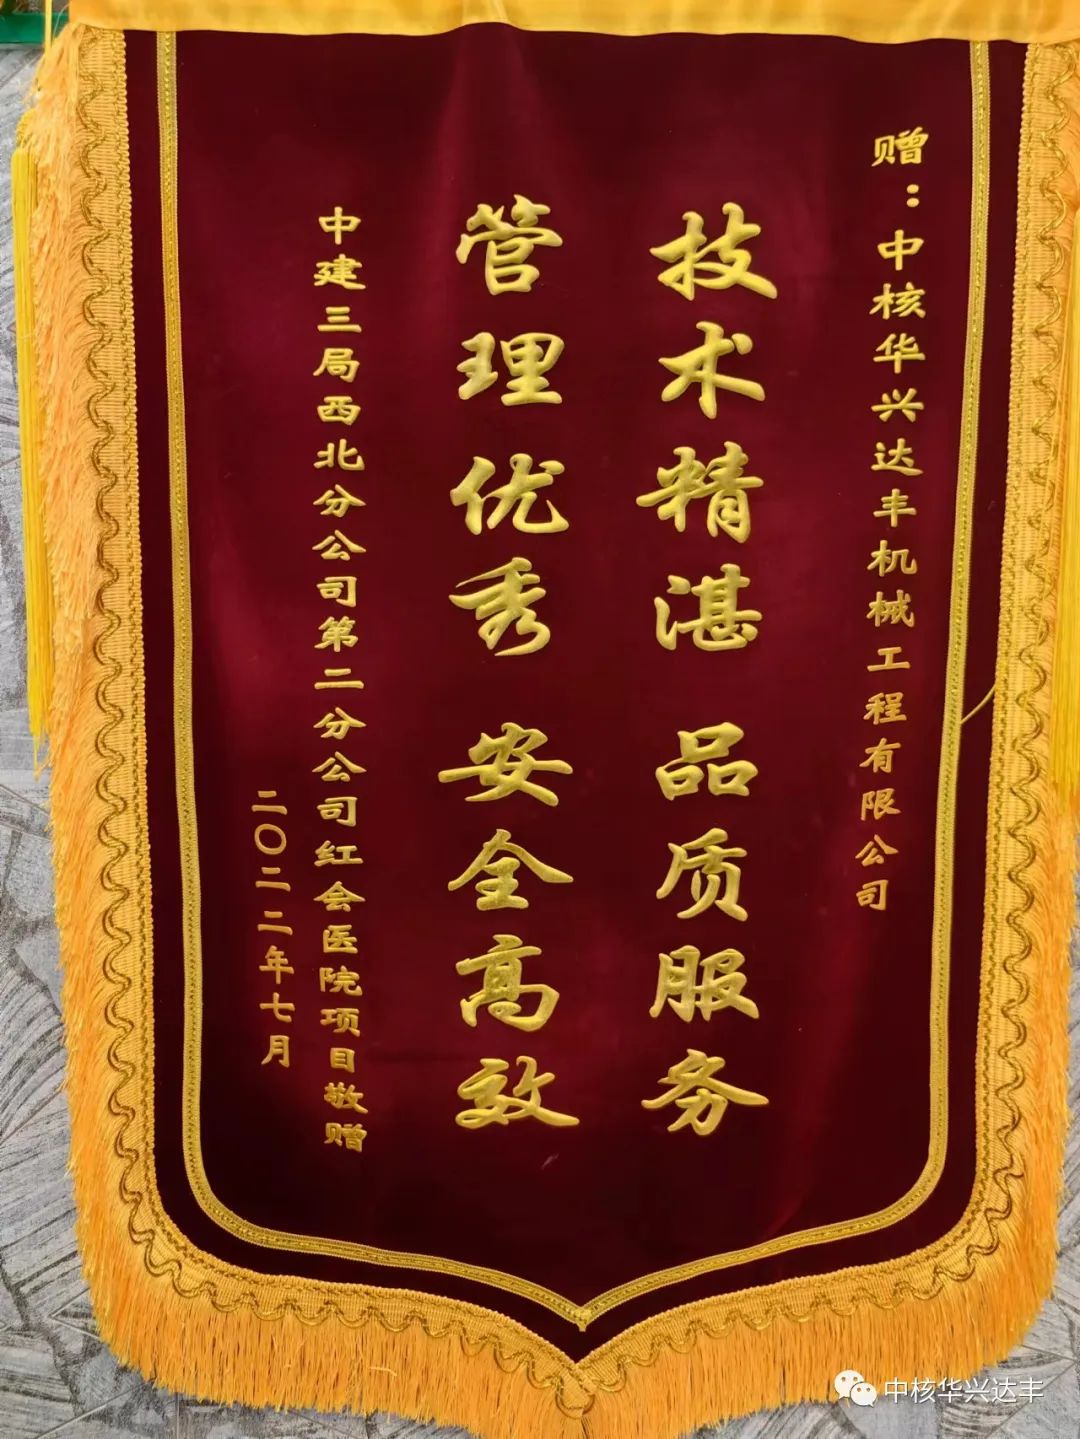 赠：中核华兴达丰机械工程有限公司
技术精湛 品质服务
管理优秀 安全高效
中建三局西北分公司第二分公司红会医院项目敬赠
二〇二二年七月
中核华兴达丰